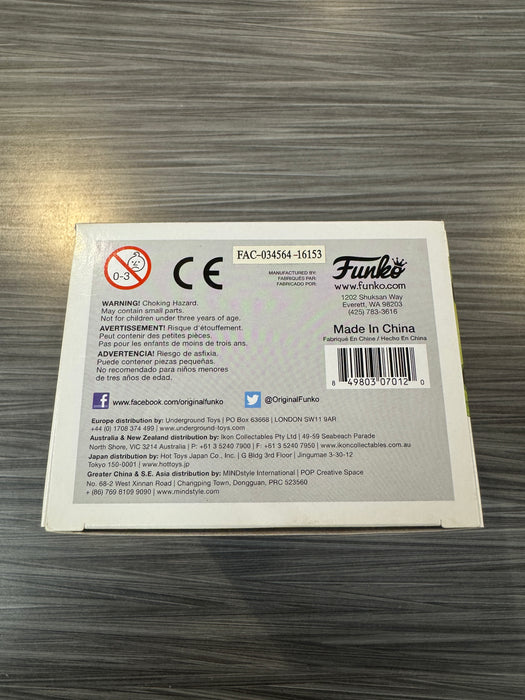 0-3
CE
FAC-034564-16153
MANUFACTURED BY:
FABRIQUÉS PAR:
FABRICADO POR:
Funko
www.funko.com
1202 Shuksan Way
Everett, WA 98203
(425) 783-3616
WARNING! Choking Hazard.
May contain small parts.
Not for children under three years of age.
AVERTISSEMENT! Risque d'étouffement.
Peut contenir des petites pièces.
Pas pour les enfants de moins de trois ans.
ADVERTENCIA! Riesgo de asfixia.
Puede contener piezas pequeñas.
No recomendado para niños menores
de tres años de edad.
Made In China
Fabriqué En Chine / Hecho En China
8 49803 07012 0
www.facebook.com/originalfunko
@OriginalFunko
Europe distribution by: Underground Toys | PO Box 63668 | LONDON SW11 9AR
+44 (0) 1708 374 499 | www.underground-toys.com
Australia & New Zealand distribution by: Ikon Collectables Pty Ltd | 49-59 Seabeach Parade
North Shore, VIC 3214 Australia | P: +61 3 5240 7900 | F: +61 3 5240 7950 | www.ikoncollectables.com.au
Japan distribution by: Hot Toys Japan Co., Inc. | G Bldg 3rd Floor | Jingumae 3-30-12
Tokyo 150-0001 | www.hottoys.jp
Greater China & S.E. Asia distribution by: MINDstyle International | POP Creative Space
No. 68-2 West Xinnan Road | Changping Town, Dongguan, PRC 523560
+ (86) 769 6109 9090 | www.mindstyle.com